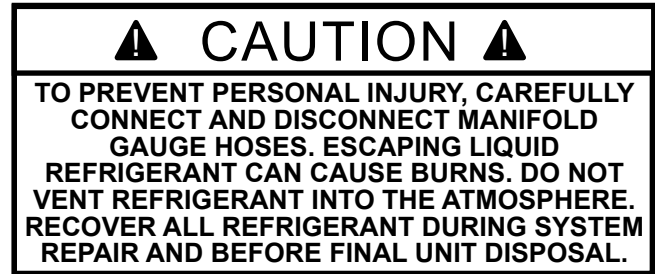 CAUTION
TO PREVENT PERSONAL INJURY, CAREFULLY
CONNECT AND DISCONNECT MANIFOLD
GAUGE HOSES. ESCAPING LIQUID
REFRIGERANT CAN CAUSE BURNS. DO NOT
VENT REFRIGERANT INTO THE ATMOSPHERE.
RECOVER ALL REFRIGERANT DURING SYSTEM
REPAIR AND BEFORE FINAL UNIT DISPOSAL.